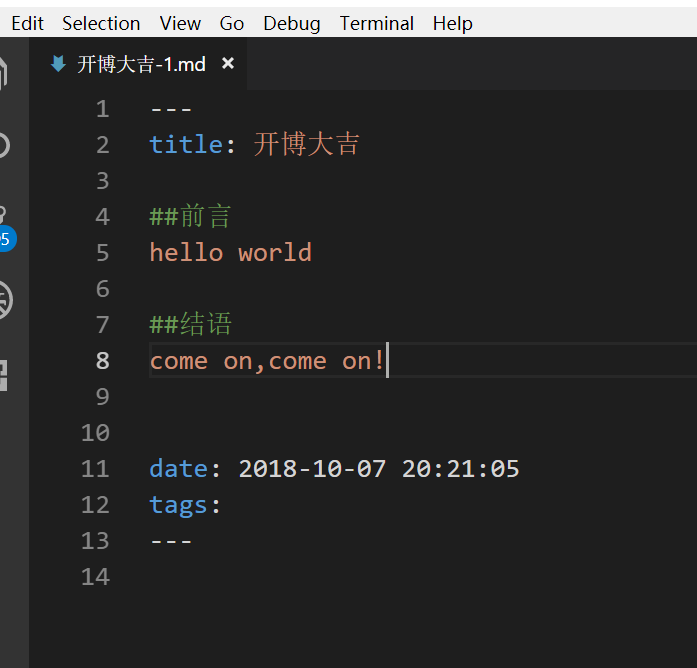 Edit Selection View Go Debug Terminal Help
开博大吉-1.md ×
1 ---
2 title: 开博大吉
3
4 ##前言
5 hello world
6
7 ##结语
8 come on,come on!
9
10
11 date: 2018-10-07 20:21:05
12 tags:
13 ---
14